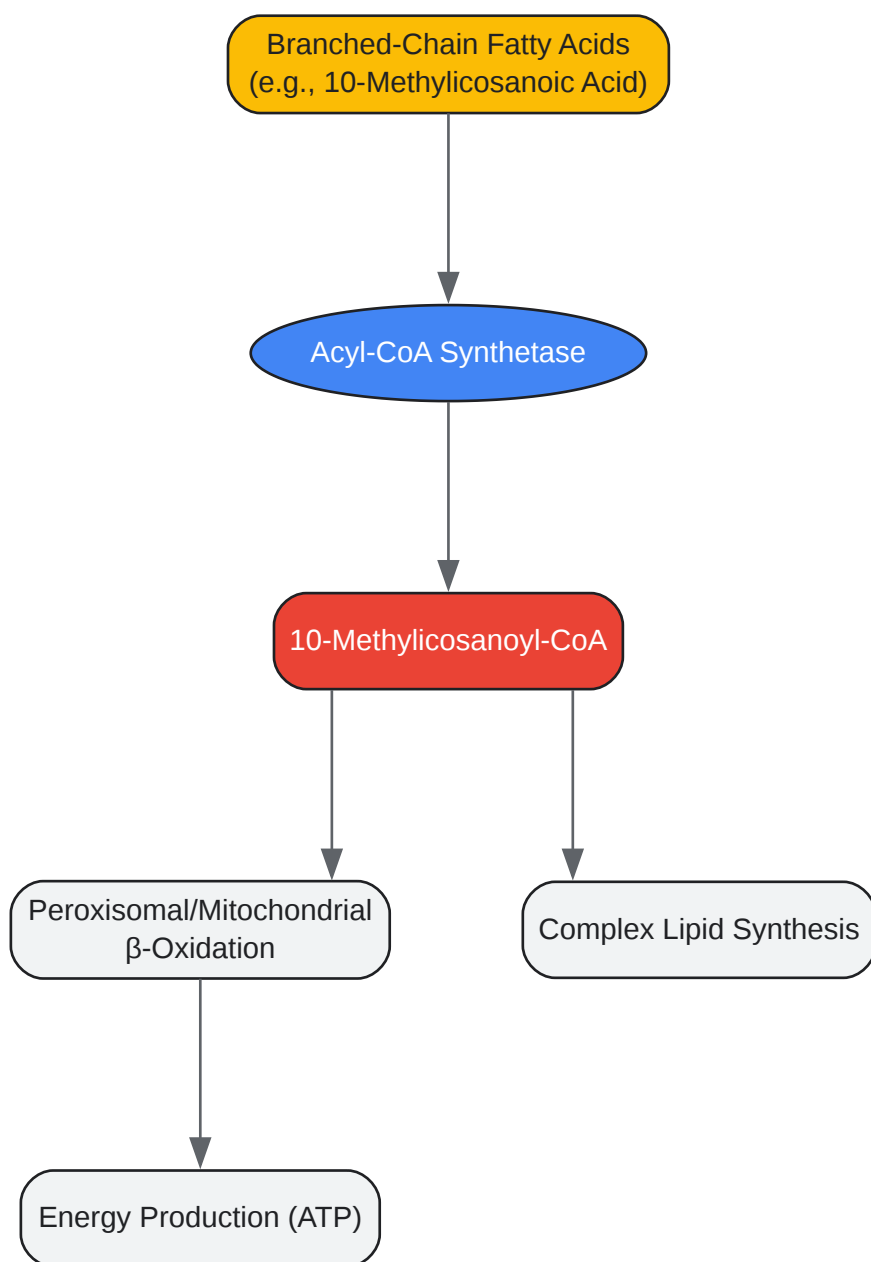 Branched-Chain Fatty Acids
(e.g., 10-Methylicosanoic Acid)
Acyl-CoA Synthetase
10-Methylicosanoyl-CoA
Peroxisomal/Mitochondrial
β-Oxidation
Complex Lipid Synthesis
Energy Production (ATP)